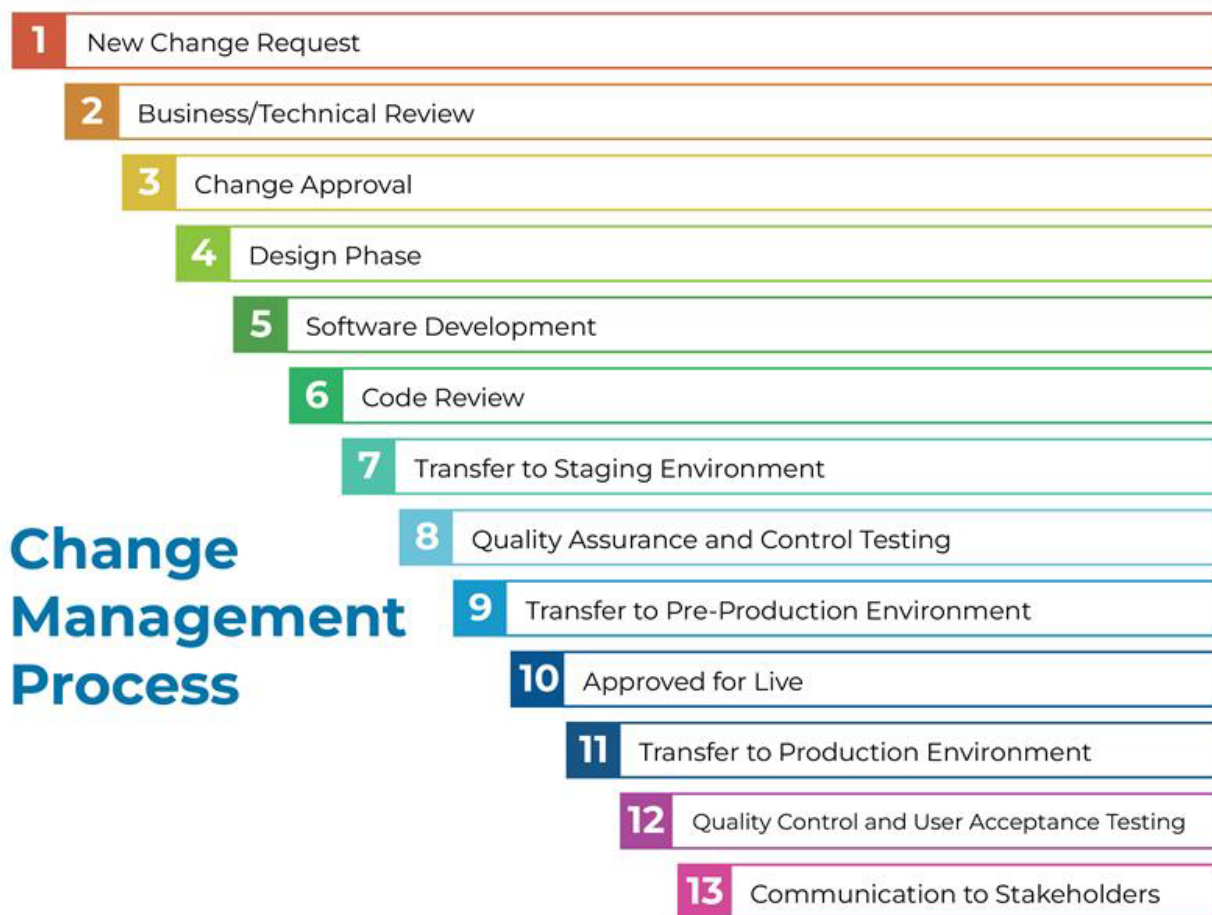 1 New Change Request
2 Business/Technical Review
3 Change Approval
4 Design Phase
5 Software Development
6 Code Review
7 Transfer to Staging Environment
8 Quality Assurance and Control Testing
9 Transfer to Pre-Production Environment
10 Approved for Live
11 Transfer to Production Environment
12 Quality Control and User Acceptance Testing
13 Communication to Stakeholders
Change
Management
Process